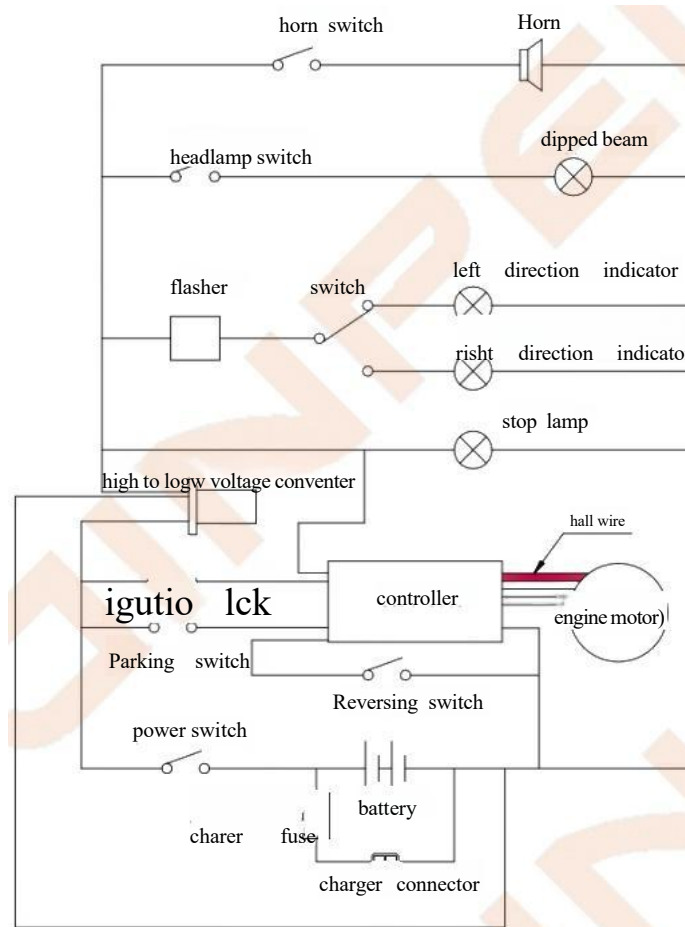 Horn
horn switch
dipped beam
headlamp switch
left direction indicator
flasher
switch
risht direction indicato
stop lamp
high to logw voltage conventer
hall wire
controller
igutio lck
engine motor)
Parking switch
Reversing switch
power switch
battery
charer fuse
charger connector
JINPE